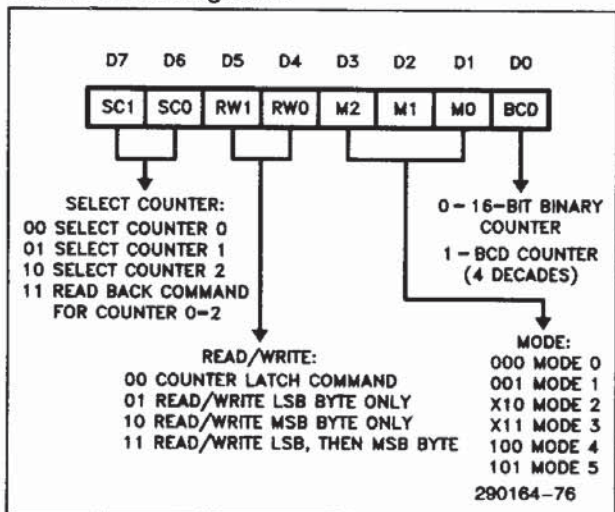 D7 D6 D5 D4 D3 D2 D1 D0
SC1 SC0 RW1 RW0 M2 M1 M0 BCD
SELECT COUNTER:
00 SELECT COUNTER 0
01 SELECT COUNTER 1
10 SELECT COUNTER 2
11 READ BACK COMMAND
FOR COUNTER 0-2
0 - 16-BIT BINARY
COUNTER
1 - BCD COUNTER
(4 DECADES)
READ/WRITE:
00 COUNTER LATCH COMMAND
01 READ/WRITE LSB BYTE ONLY
10 READ/WRITE MSB BYTE ONLY
11 READ/WRITE LSB, THEN MSB BYTE
MODE:
000 MODE 0
001 MODE 1
X10 MODE 2
X11 MODE 3
100 MODE 4
101 MODE 5
290164-76